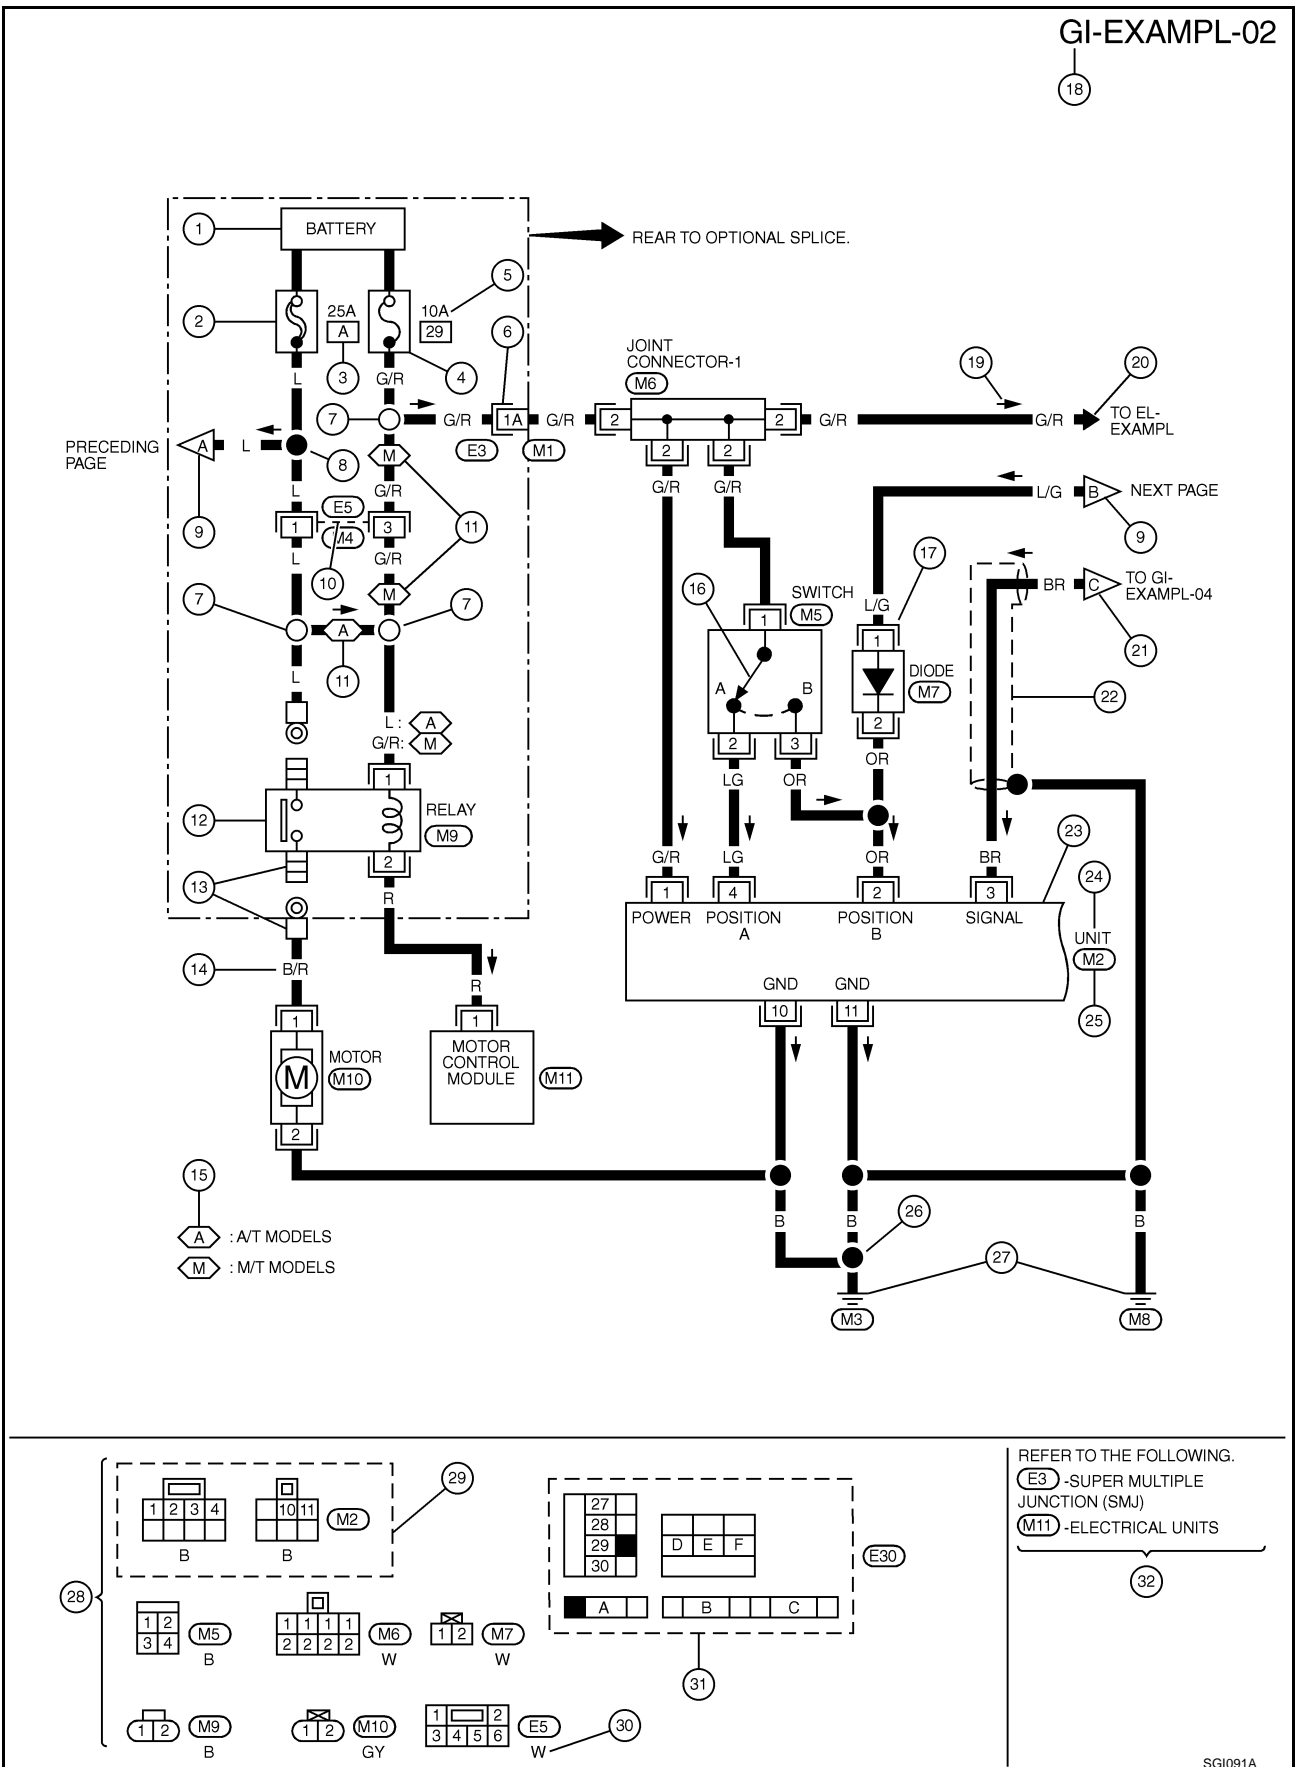 GI-EXAMPL-02
18
1
BATTERY
REAR TO OPTIONAL SPLICE.
5
2
25A
A
10A
29
6
3
4
JOINT
CONNECTOR-1
M6
19
20
L
G/R
7
G/R
1A
G/R
2
2
G/R
G/R
TO EL-
EXAMPL
E3
M1
PRECEDING
PAGE
A
L
8
M
2
2
L
G/R
G/R
G/R
L/G
B
NEXT PAGE
9
E5
1
3
M4
11
9
L
G/R
17
10
16
BR
C
TO GI-
EXAMPL-04
7
M
7
SWITCH
M5
L/G
1
1
A
21
L
11
A
B
DIODE
M7
22
L :
A
G/R:
M
2
3
2
1
LG
OR
OR
12
RELAY
M9
23
2
G/R
LG
OR
BR
13
R
1
4
2
3
24
POWER
POSITION
A
POSITION
B
SIGNAL
UNIT
M2
14
B/R
R
GND
GND
1
1
10
11
25
M
MOTOR
M10
MOTOR
CONTROL
MODULE
M11
2
15
B
B
26
B
A
: A/T MODELS
M
: M/T MODELS
27
M3
M8
28
1 2 3 4
B
10 11
B
M2
29
1 2
3 4
M5
B
1 1 1 1
2 2 2 2
M6
W
1 2
M7
W
1 2
M9
B
1 2
M10
GY
1 2
3 4 5 6
E5
W
30
27
28
29
30
D E F
A
B C
E30
31
REFER TO THE FOLLOWING.
E3 -SUPER MULTIPLE
JUNCTION (SMJ)
M11 -ELECTRICAL UNITS
32
SGI091A